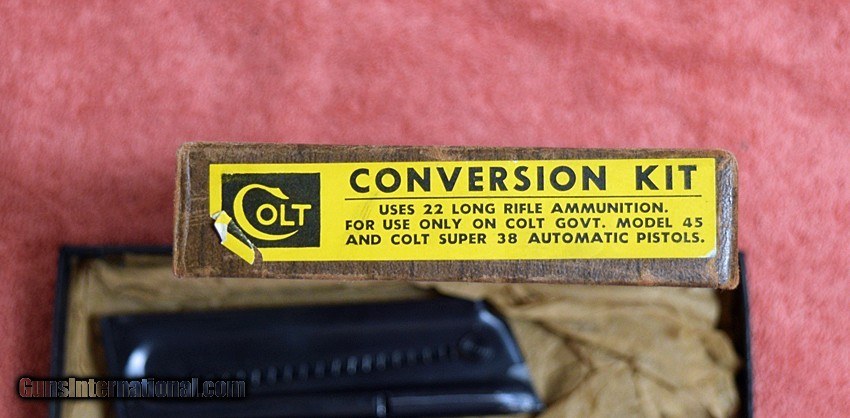 COLT
CONVERSION KIT
USES 22 LONG RIFLE AMMUNITION.
FOR USE ONLY ON COLT GOVT. MODEL 45
AND COLT SUPER 38 AUTOMATIC PISTOLS.
GunsInternational.com